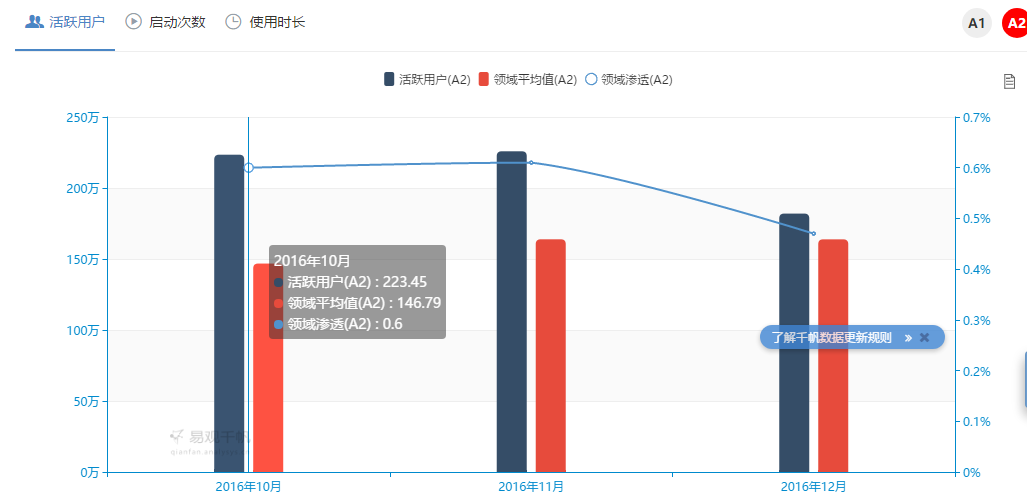 活跃用户 启动次数 使用时长 A1 A2
活跃用户(A2) 领域平均值(A2) 领域渗透(A2)
250万 0.7%
0.6%
200万
0.5%
150万
0.4%
2016年10月
活跃用户(A2) : 223.45
领域平均值(A2) : 146.79
领域渗透(A2) : 0.6
100万 0.3%
了解千帆数据更新规则 »
0.2%
50万
0.1%
易观千帆
qianfan.analysys.cn
0万 0%
2016年10月 2016年11月 2016年12月